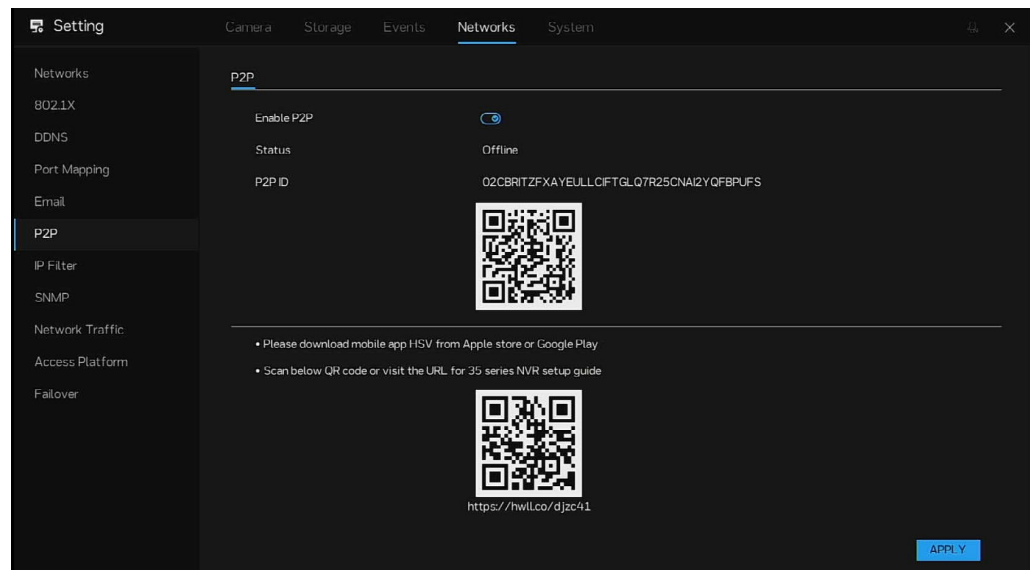 Setting
Camera Storage Events Networks System
Networks
802.1X
DDNS
Port Mapping
Email
P2P
IP Filter
SNMP
Network Traffic
Access Platform
Failover
P2P
Enable P2P
Status Offline
P2P ID 02CBRITZFXAYEULLCIFTGLQ7R25CNAI2YQFBPUFS
• Please download mobile app HSV from Apple store or Google Play
• Scan below QR code or visit the URL for 35 series NVR setup guide
https://hwll.co/djzc41
APPLY